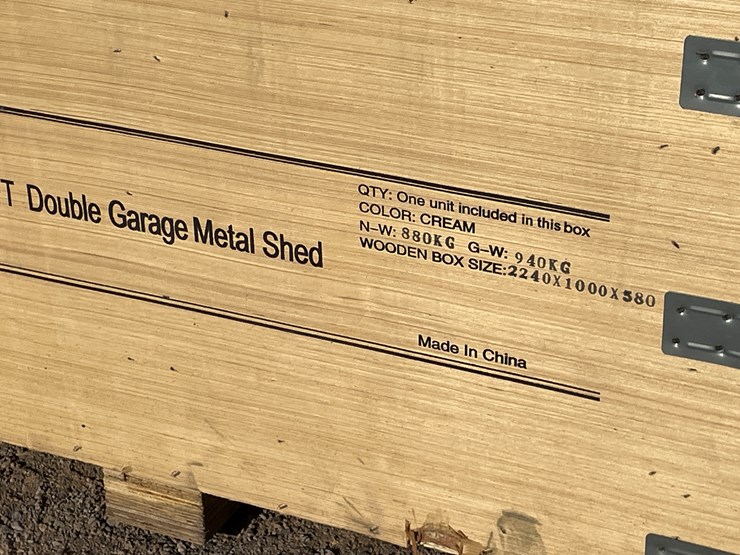 T Double Garage Metal Shed
QTY: One unit included in this box
COLOR: CREAM
N-W: 880KG G-W: 940KG
WOODEN BOX SIZE:2240X1000X580
Made In China